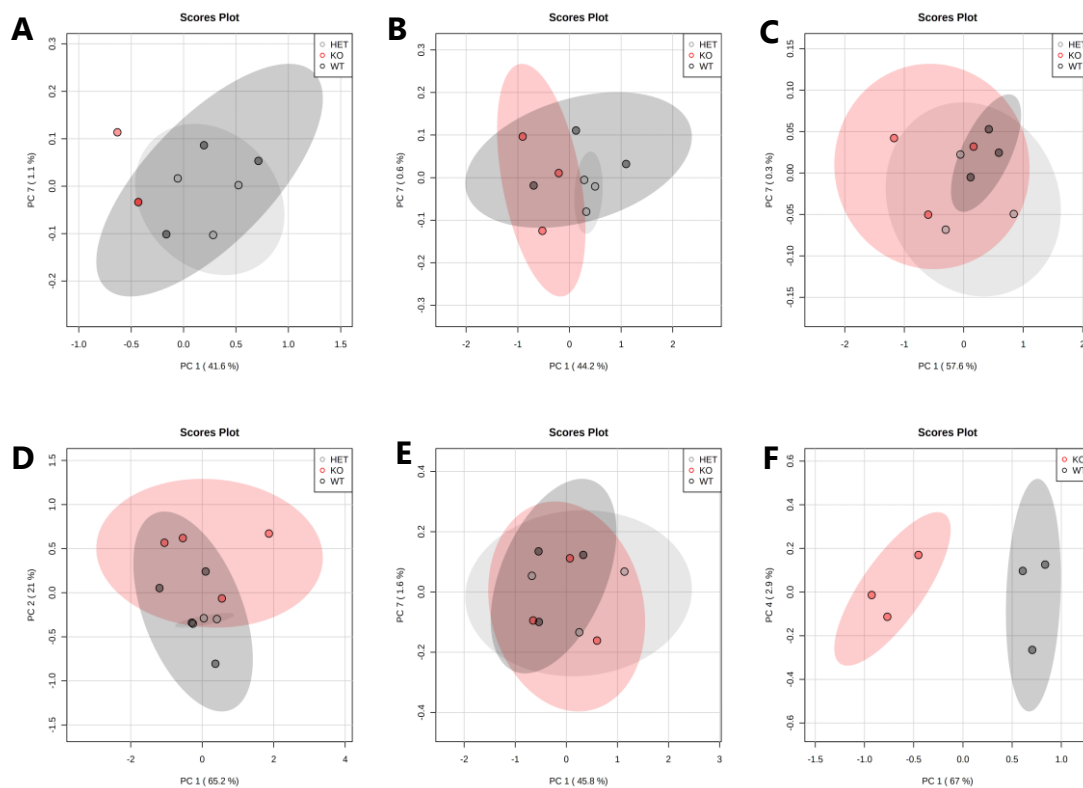 A
Scores Plot
HET
KO
WT
0.3
0.2
0.1
0.0
-0.1
-0.2
PC 7 ( 1.1 %)
-1.0 -0.5 0.0 0.5 1.0 1.5
PC 1 ( 41.6 %)
B
Scores Plot
HET
KO
WT
0.3
0.2
0.1
0.0
-0.1
-0.2
-0.3
PC 7 ( 0.6 %)
-2 -1 0 1 2
PC 1 ( 44.2 %)
C
Scores Plot
HET
KO
WT
0.15
0.10
0.05
0.00
-0.05
-0.10
-0.15
PC 7 ( 0.3 %)
-2 -1 0 1 2
PC 1 ( 57.6 %)
D
Scores Plot
HET
KO
WT
1.5
1.0
0.5
0.0
-0.5
-1.0
-1.5
PC 2 ( 21 %)
-2 0 2 4
PC 1 ( 65.2 %)
E
Scores Plot
HET
KO
WT
0.4
0.2
0.0
-0.2
-0.4
PC 7 ( 1.6 %)
-2 -1 0 1 2 3
PC 1 ( 45.8 %)
F
Scores Plot
KO
WT
0.6
0.4
0.2
0.0
-0.2
-0.4
-0.6
PC 4 ( 2.9 %)
-1.5 -1.0 -0.5 0.0 0.5 1.0
PC 1 ( 67 %)